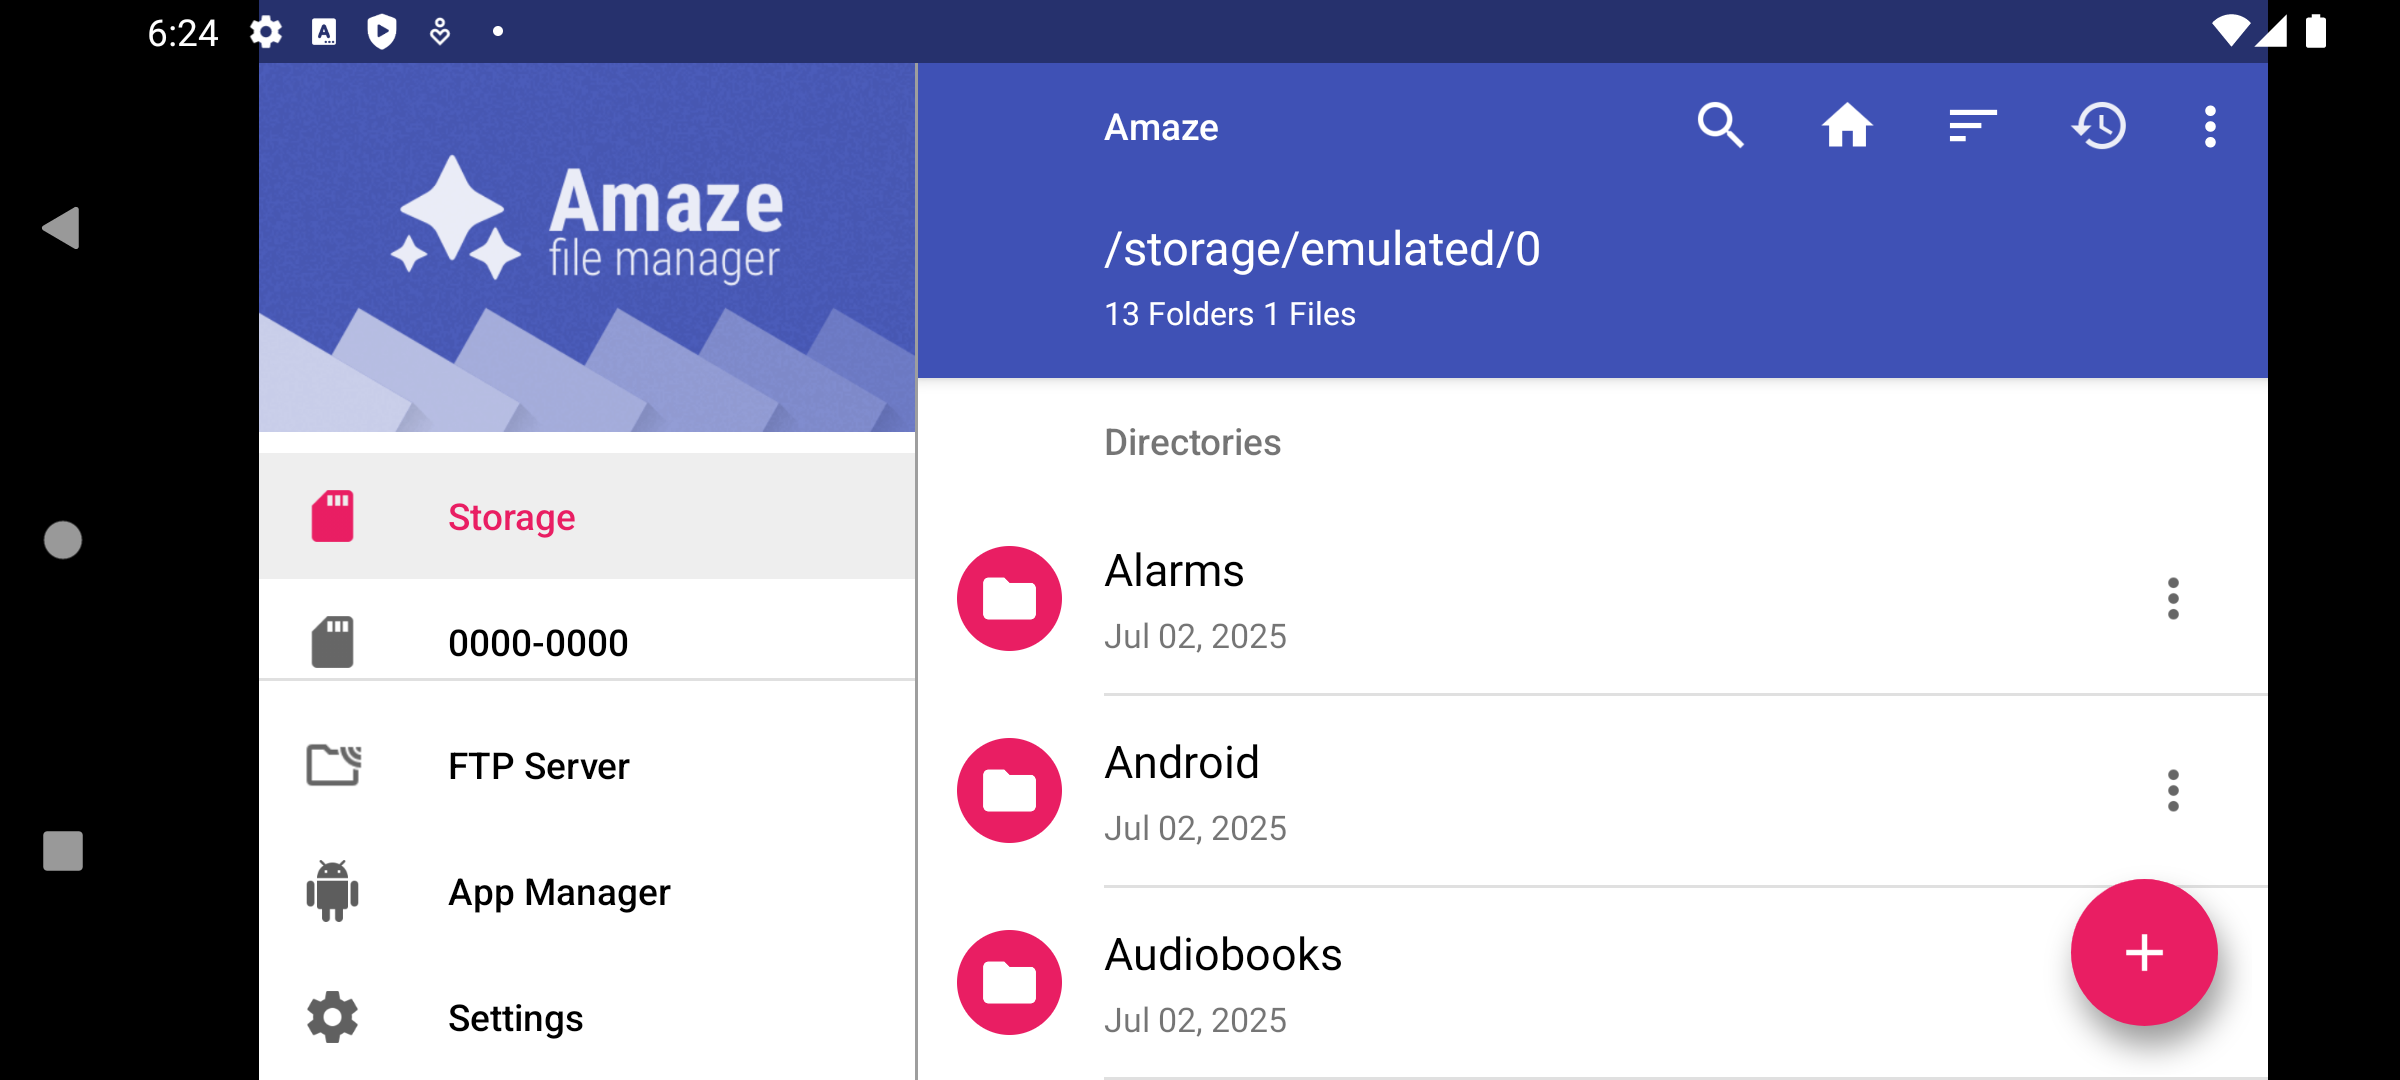 6:24
Amaze
file manager
Storage
0000-0000
FTP Server
App Manager
Settings
Amaze
/storage/emulated/0
13 Folders 1 Files
Directories
Alarms
Jul 02, 2025
Android
Jul 02, 2025
Audiobooks
Jul 02, 2025